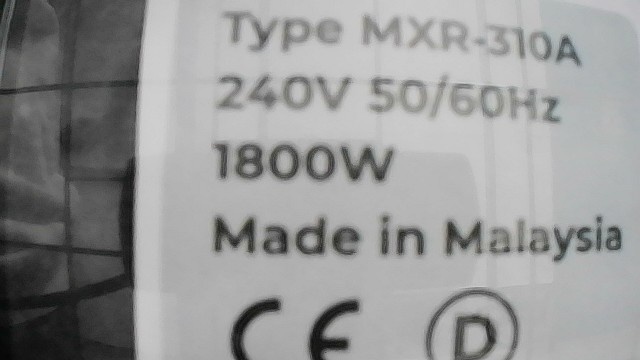 Type MXR-310A
240V 50/60Hz
1800W
Made in Malaysia
CE D